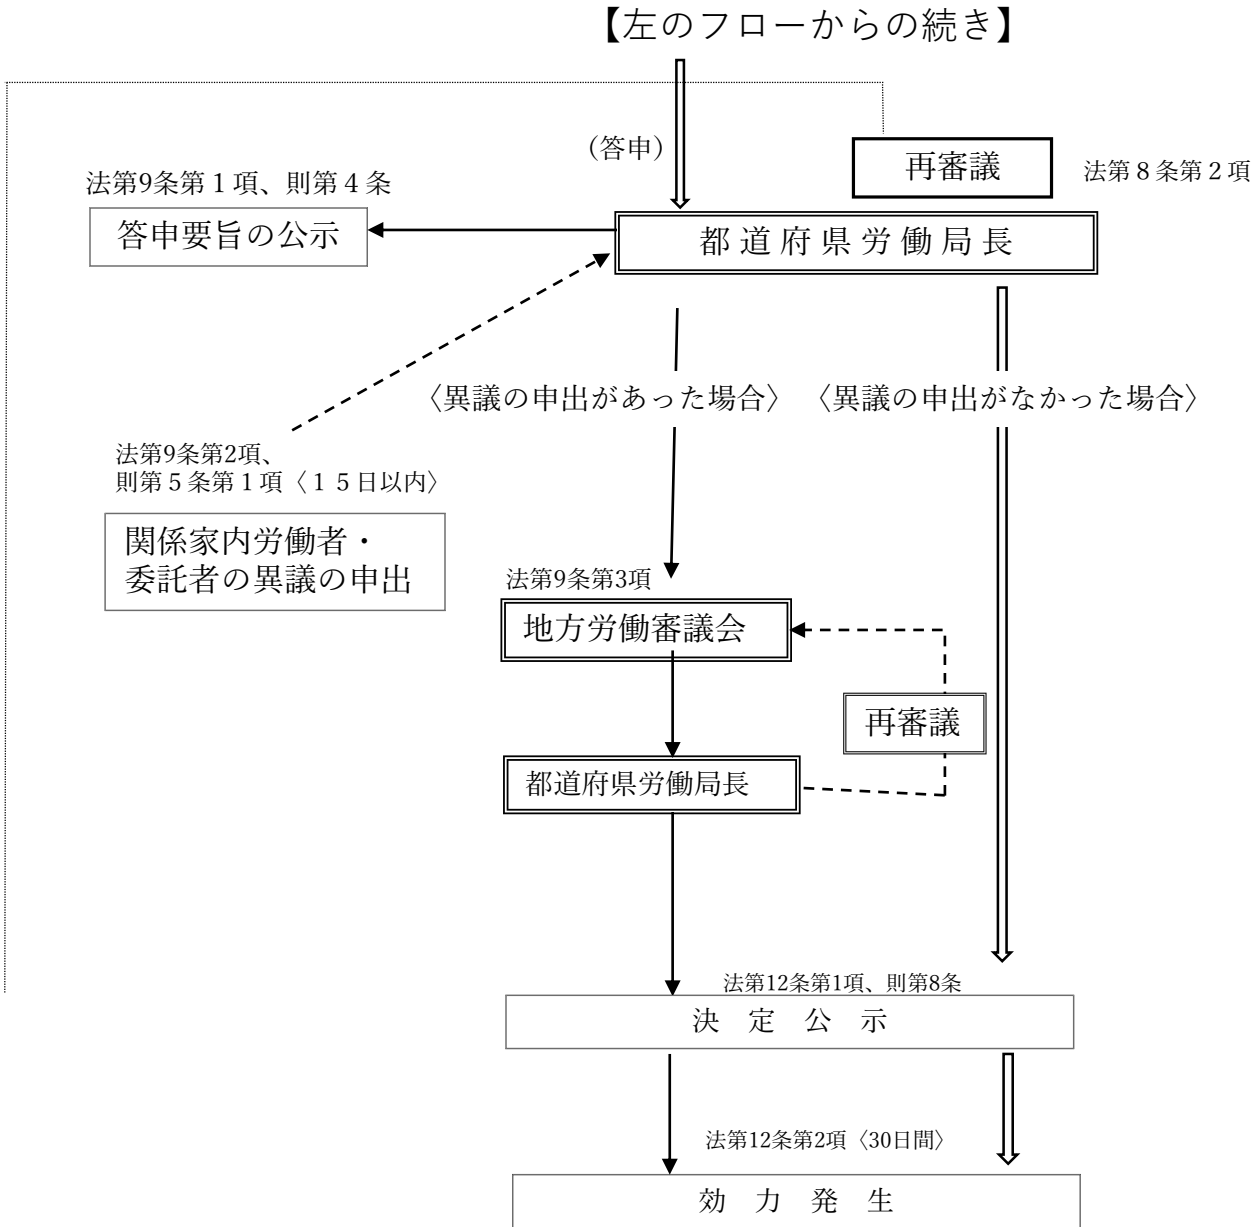 【左のフローからの続き】
(答申)
再審議
法第８条第２項
法第9条第１項、則第４条
答申要旨の公示
都道府県労働局長
〈異議の申出があった場合〉
〈異議の申出がなかった場合〉
法第9条第2項、
則第５条第１項〈１５日以内〉
関係家内労働者・
委託者の異議の申出
法第9条第3項
地方労働審議会
再審議
都道府県労働局長
法第12条第1項、則第8条
決　定　公　示
法第12条第2項〈30日間〉
効　力　発　生